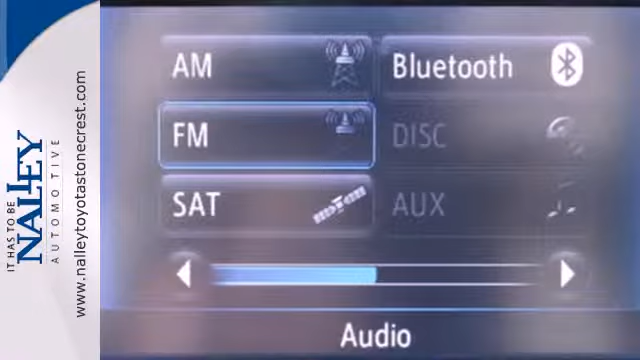 IT HAS TO BE
NALLEY
AUTOMOTIVE
www.nalleytoyotastonecrest.com
AM
Bluetooth
FM
DISC
SAT
AUX
Audio